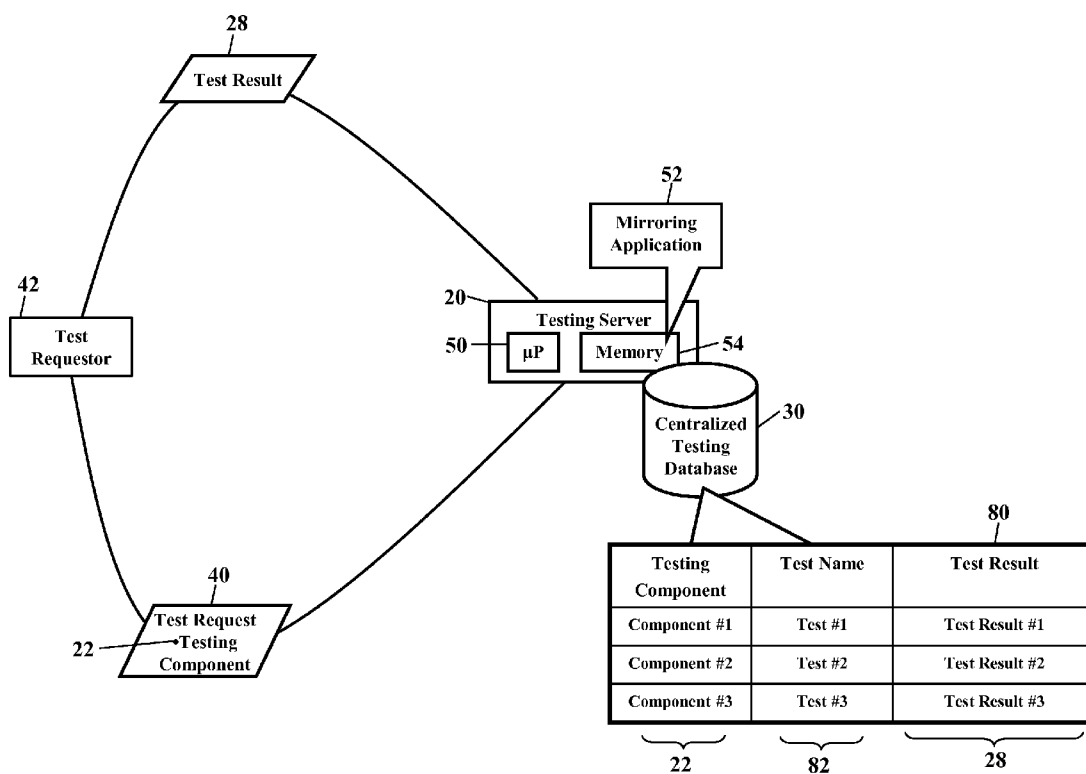 28
Test Result
52
Mirroring
Application
42
Test
Requestor
20
Testing Server
50
µP
Memory
54
Centralized
Testing
Database
30
40
Test Request
•Testing
Component
22
80
Testing
Component
Test Name
Test Result
Component #1
Test #1
Test Result #1
Component #2
Test #2
Test Result #2
Component #3
Test #3
Test Result #3
22
82
28